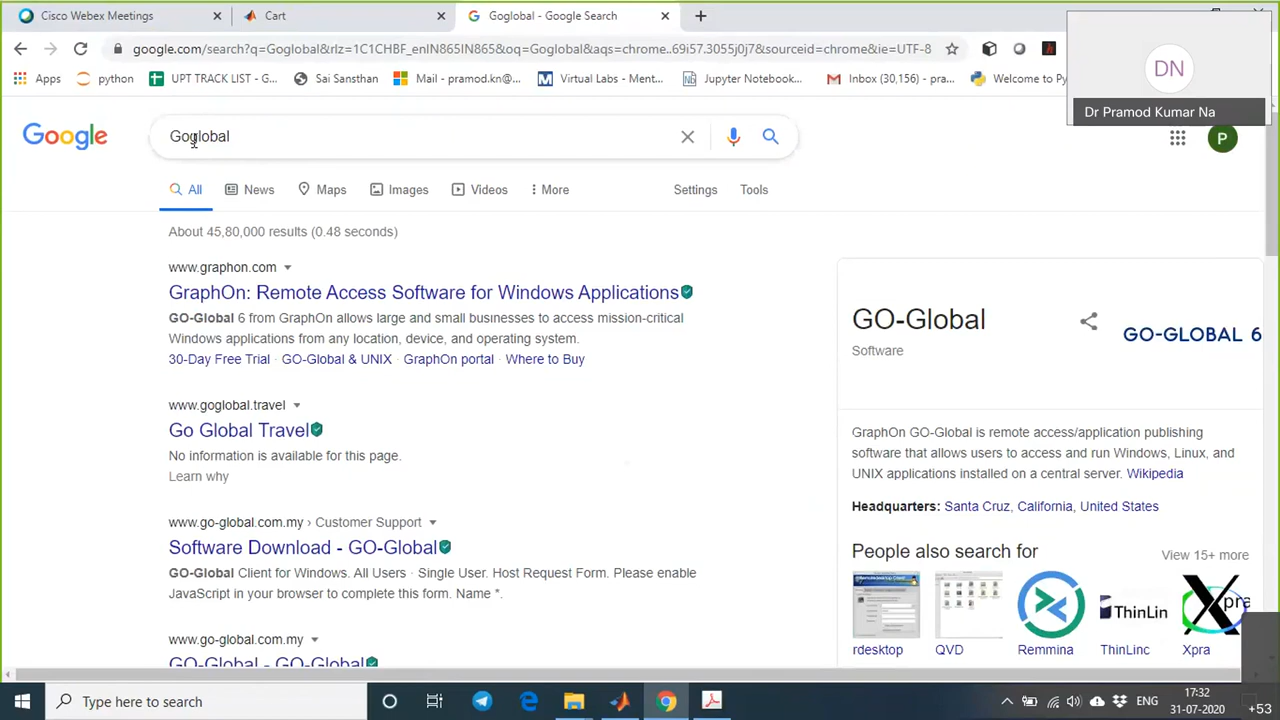 Cisco Webex Meetings
Cart
Goglobal - Google Search
google.com/search?q=Goglobal&rlz=1C1CHBF_enIN865IN865&oq=Goglobal&aqs=chrome..69i57.3055j0j7&sourceid=chrome&ie=UTF-8
Apps
python
UPT TRACK LIST - G...
Sai Sansthan
Mail - pramod.kn@...
Virtual Labs - Ment...
Jupyter Notebook...
Inbox (30,156) - pra...
Welcome to Py
DN
Dr Pramod Kumar Na
Google
Goglobal
P
All
News
Maps
Images
Videos
More
Settings
Tools
About 45,80,000 results (0.48 seconds)
www.graphon.com
GraphOn: Remote Access Software for Windows Applications
GO-Global 6 from GraphOn allows large and small businesses to access mission-critical
Windows applications from any location, device, and operating system.
30-Day Free Trial · GO-Global & UNIX · GraphOn portal · Where to Buy
www.goglobal.travel
Go Global Travel
No information is available for this page.
Learn why
www.go-global.com.my › Customer Support
Software Download - GO-Global
GO-Global Client for Windows. All Users · Single User. Host Request Form. Please enable
JavaScript in your browser to complete this form. Name *.
www.go-global.com.my
GO-Global - GO-Global
GO-Global
Software
GO-GLOBAL 6
GraphOn GO-Global is remote access/application publishing
software that allows users to access and run Windows, Linux, and
UNIX applications installed on a central server. Wikipedia
Headquarters: Santa Cruz, California, United States
People also search for
View 15+ more
ThinLin
X pra
rdesktop
QVD
Remmina
ThinLinc
Xpra
Type here to search
ENG
17:32
31-07-2020
+53